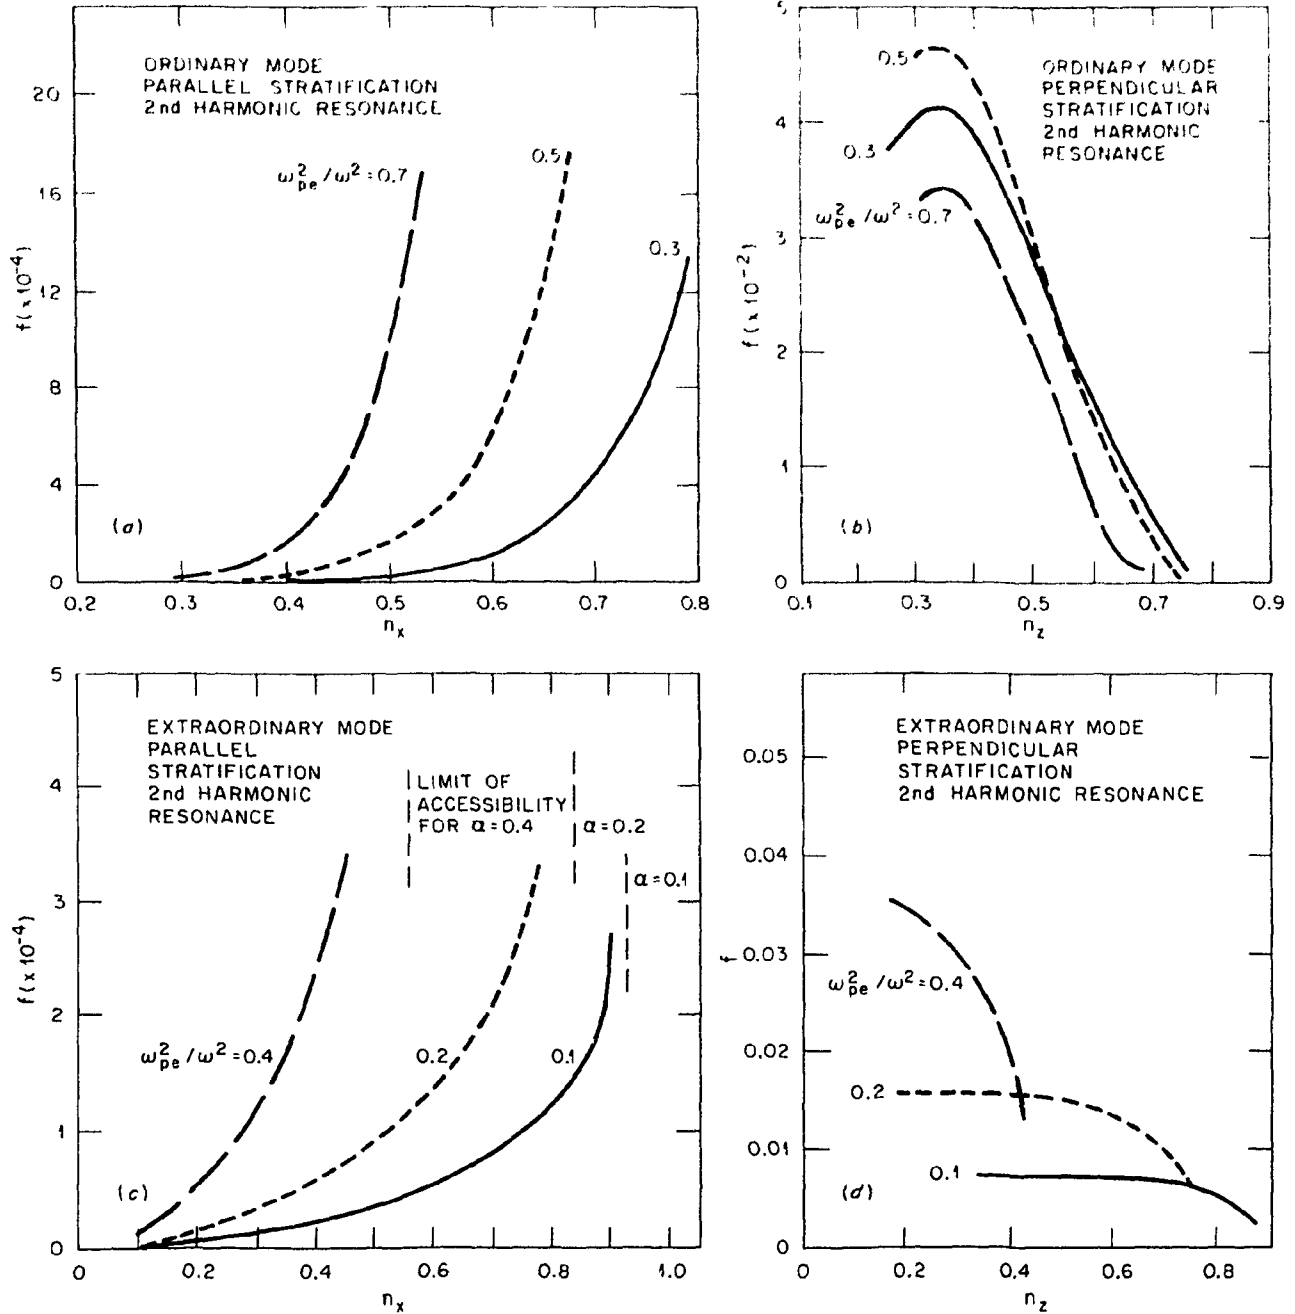 ORDINARY MODE
PARALLEL STRATIFICATION
2nd HARMONIC RESONANCE
ω²pe/ω² = 0.7
0.5
0.3
20
16
12
8
4
0
f(×10⁻⁴)
(a)
0.2 0.3 0.4 0.5 0.6 0.7 0.8
nx
ORDINARY MODE
PERPENDICULAR
STRATIFICATION
2nd HARMONIC
RESONANCE
0.5
0.3
ω²pe/ω² = 0.7
5
4
3
2
1
0
f(×10⁻²)
(b)
0.1 0.3 0.5 0.7 0.9
nz
EXTRAORDINARY MODE
PARALLEL
STRATIFICATION
2nd HARMONIC
RESONANCE
LIMIT OF
ACCESSIBILITY
FOR α = 0.4
α = 0.2
α = 0.1
ω²pe/ω² = 0.4
0.2
0.1
5
4
3
2
1
0
f(×10⁻⁴)
(c)
0 0.2 0.4 0.6 0.8 1.0
nx
EXTRAORDINARY MODE
PERPENDICULAR
STRATIFICATION
2nd HARMONIC RESONANCE
ω²pe/ω² = 0.4
0.2
0.1
0.05
0.04
0.03
0.02
0.01
0
f
(d)
0 0.2 0.4 0.6 0.8
nz